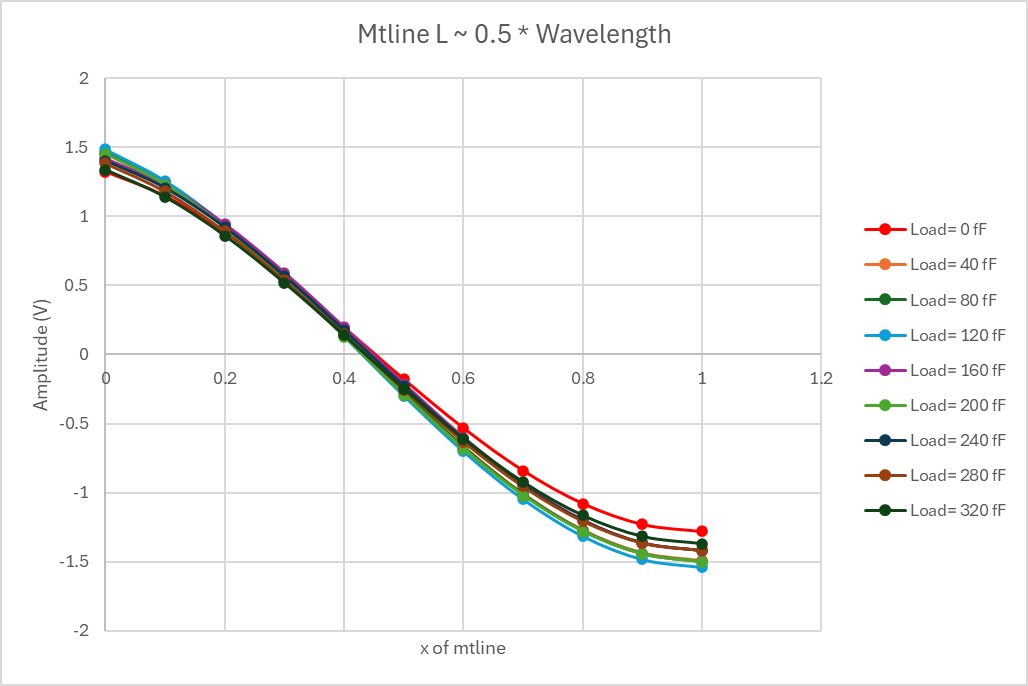 Mtline L ~ 0.5 * Wavelength
2
1.5
1
0.5
0
-0.5
-1
-1.5
-2
Amplitude (V)
0
0.2
0.4
0.6
0.8
1
1.2
x of mtline
Load= 0 fF
Load= 40 fF
Load= 80 fF
Load= 120 fF
Load= 160 fF
Load= 200 fF
Load= 240 fF
Load= 280 fF
Load= 320 fF